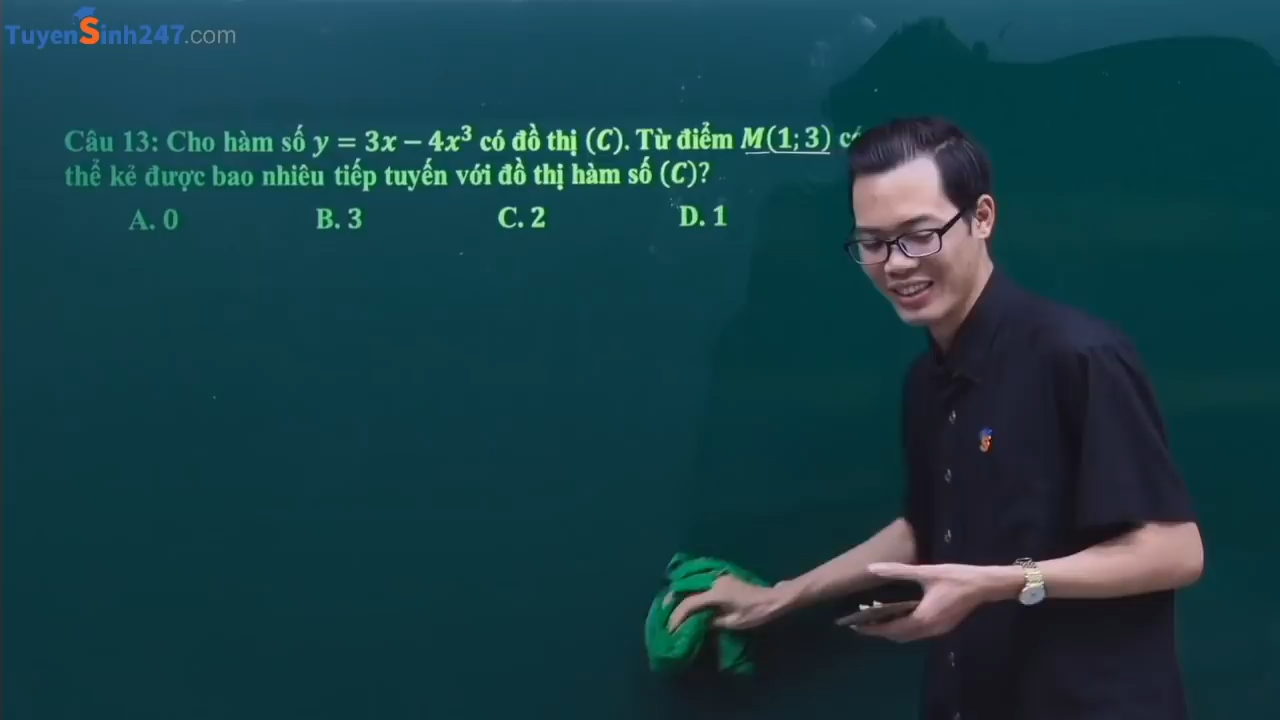 TuyenSinh247.com
Câu 13: Cho hàm số y = 3x − 4x³ có đồ thị (C). Từ điểm M(1; 3)
thể kẻ được bao nhiêu tiếp tuyến với đồ thị hàm số (C)?
A. 0 B. 3 C. 2 D. 1